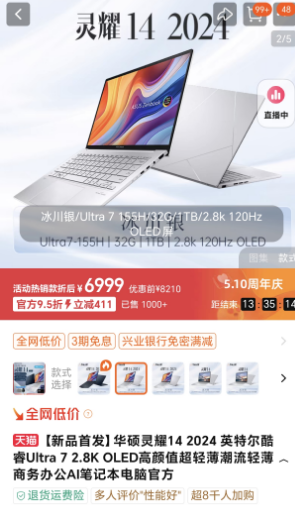 灵耀14 2024
99+
48
2/5
直播中
冰川银/Ultra 7 155H/32G/1TB/2.8k 120Hz
OLED屏
冰川银
Ultra7-155H | 32G | 1TB | 2.8k 120Hz OLED
图集 款式
活动热销款折后¥6999 优惠前¥8210
5.10周年庆
官方9.5折 立减411 已售 1000+
距结束 13:35:14
全网低价 3期免息 兴业银行免密满减
款式
选择
全网低价
天猫 【新品首发】华硕灵耀14 2024 英特尔酷
睿Ultra 7 2.8K OLED高颜值超轻薄潮流轻薄
商务办公AI笔记本电脑官方
退货运费险 多人评价“性能好” 超8千人加购